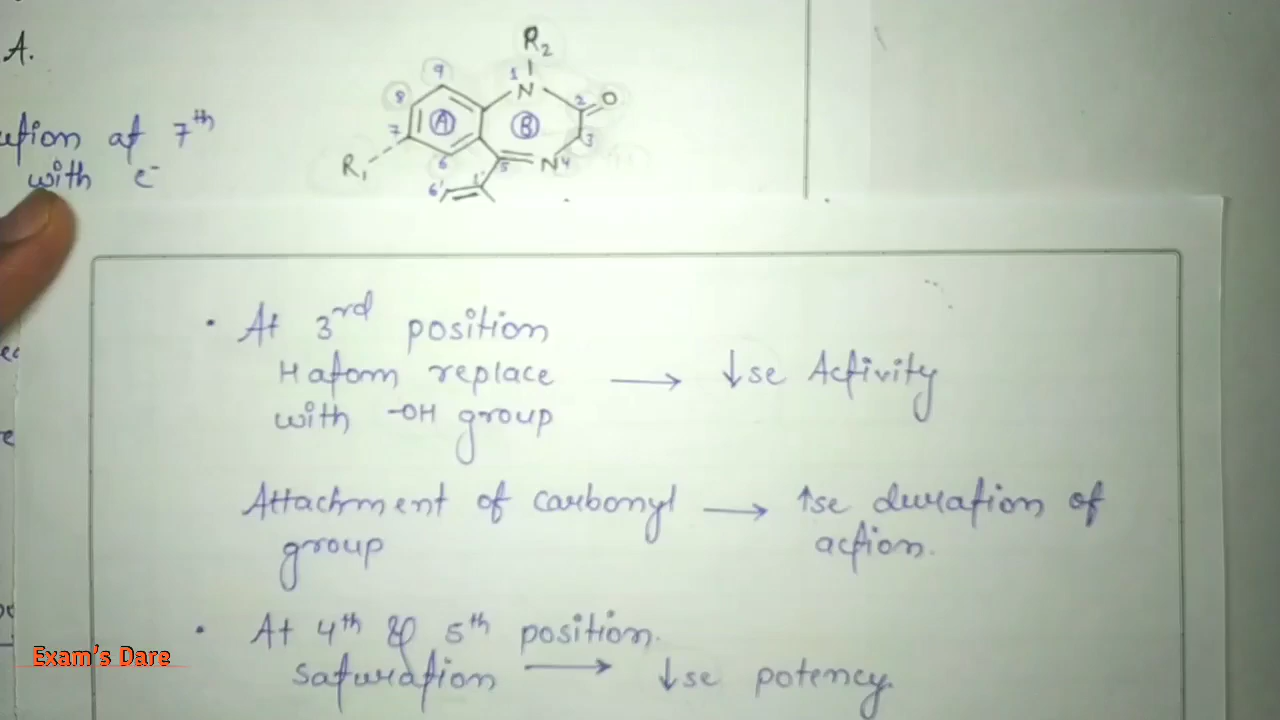 A.
R2
9
1
N
8
2
O
ution at 7th
7
A
B
3
with e-
R1
6
5
N4
6'
1'
• At 3rd position
H atom replace → ↓se Activity
with -OH group
Attachment of carbonyl → ↑se duration of
group action.
• At 4th & 5th position.
saturation → ↓se potency.
Exam's Dare